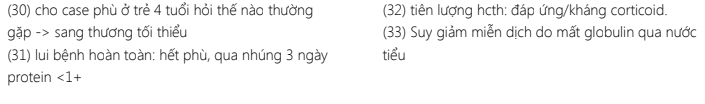 (30) cho case phù ở trẻ 4 tuổi hỏi thế nào thường
gặp -> sang thương tối thiểu
(31) lui bệnh hoàn toàn: hết phù, qua nhúng 3 ngày
protein <1+
(32) tiên lượng hcth: đáp ứng/kháng corticoid.
(33) Suy giảm miễn dịch do mất globulin qua nước
tiểu